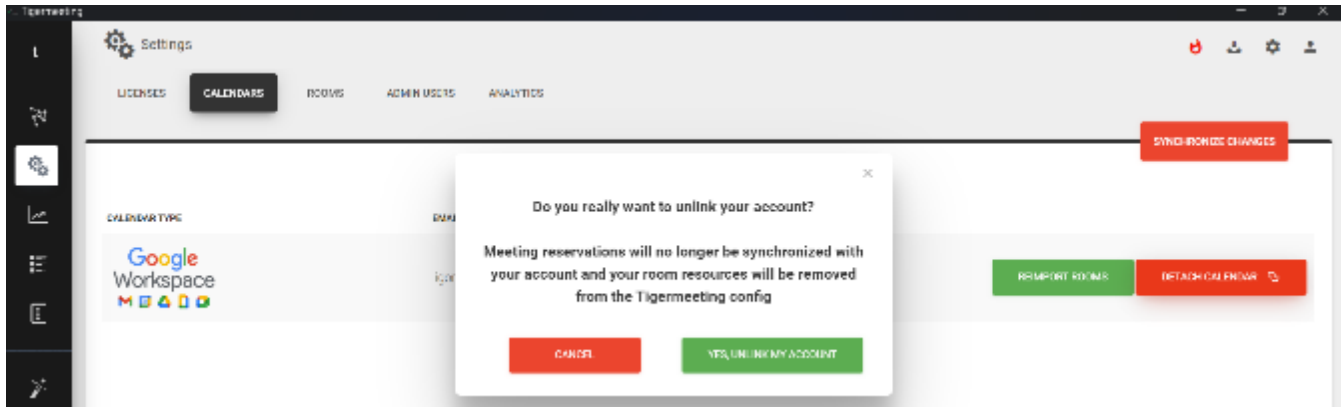 Tigermeeting
Settings
LICENSES CALENDARS ROOMS ADMIN USERS ANALYTICS
SYNCHRONIZE CHANGES
Do you really want to unlink your account?
CALENDAR TYPE
Meeting reservations will no longer be synchronized with
your account and your room resources will be removed
from the Tigermeeting config
Google
Workspace
REIMPORT ROOMS DETACH CALENDAR
CANCEL YES, UNLINK MY ACCOUNT